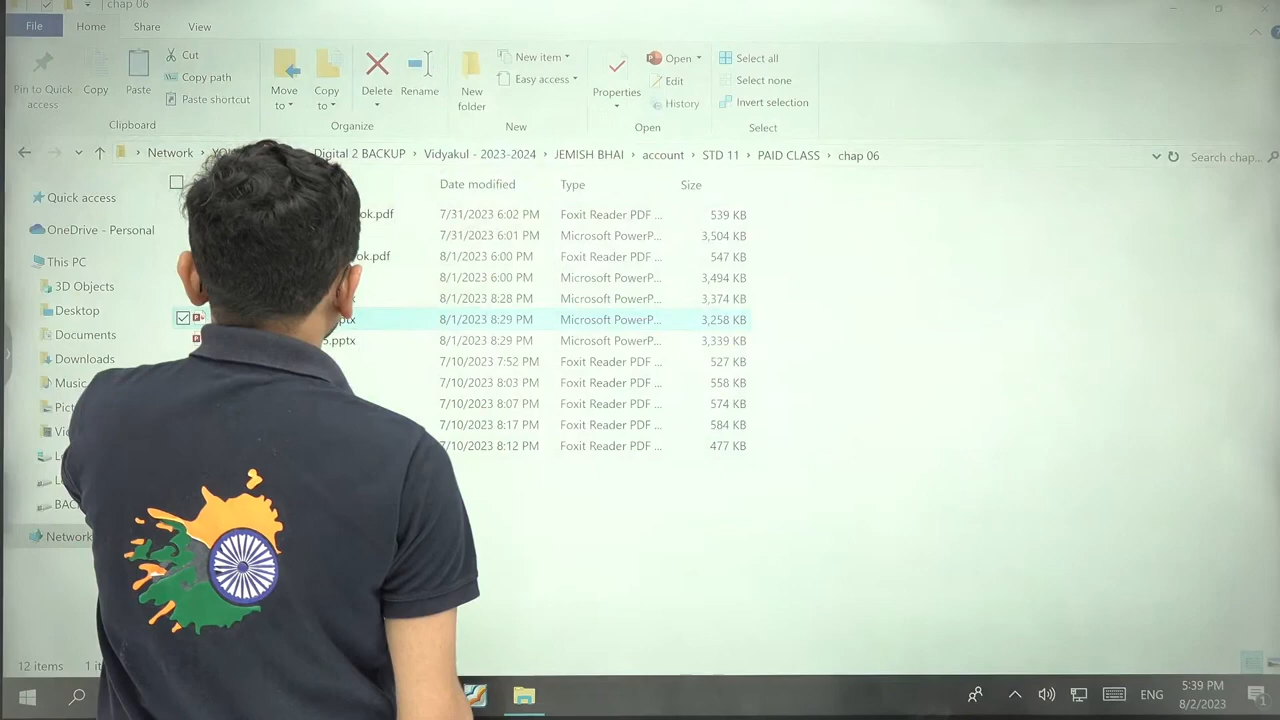 chap 06
File Home Share View
Pin to Quick access
Copy
Paste
Cut
Copy path
Paste shortcut
Clipboard
Move to
Copy to
Delete
Rename
Organize
New folder
New item
Easy access
New
Properties
Open
Edit
History
Open
Select all
Select none
Invert selection
Select
Network Digital 2 BACKUP Vidyakul - 2023-2024 JEMISH BHAI account STD 11 PAID CLASS chap 06
Search chap...
Quick access
OneDrive - Personal
This PC
3D Objects
Desktop
Documents
Downloads
Music
Network
Date modified Type Size
ok.pdf 7/31/2023 6:02 PM Foxit Reader PDF ... 539 KB
7/31/2023 6:01 PM Microsoft PowerP... 3,504 KB
ok.pdf 8/1/2023 6:00 PM Foxit Reader PDF ... 547 KB
8/1/2023 6:00 PM Microsoft PowerP... 3,494 KB
8/1/2023 8:28 PM Microsoft PowerP... 3,374 KB
.pptx 8/1/2023 8:29 PM Microsoft PowerP... 3,258 KB
5.pptx 8/1/2023 8:29 PM Microsoft PowerP... 3,339 KB
7/10/2023 7:52 PM Foxit Reader PDF ... 527 KB
7/10/2023 8:03 PM Foxit Reader PDF ... 558 KB
7/10/2023 8:07 PM Foxit Reader PDF ... 574 KB
7/10/2023 8:17 PM Foxit Reader PDF ... 584 KB
7/10/2023 8:12 PM Foxit Reader PDF ... 477 KB
12 items
ENG
5:39 PM
8/2/2023